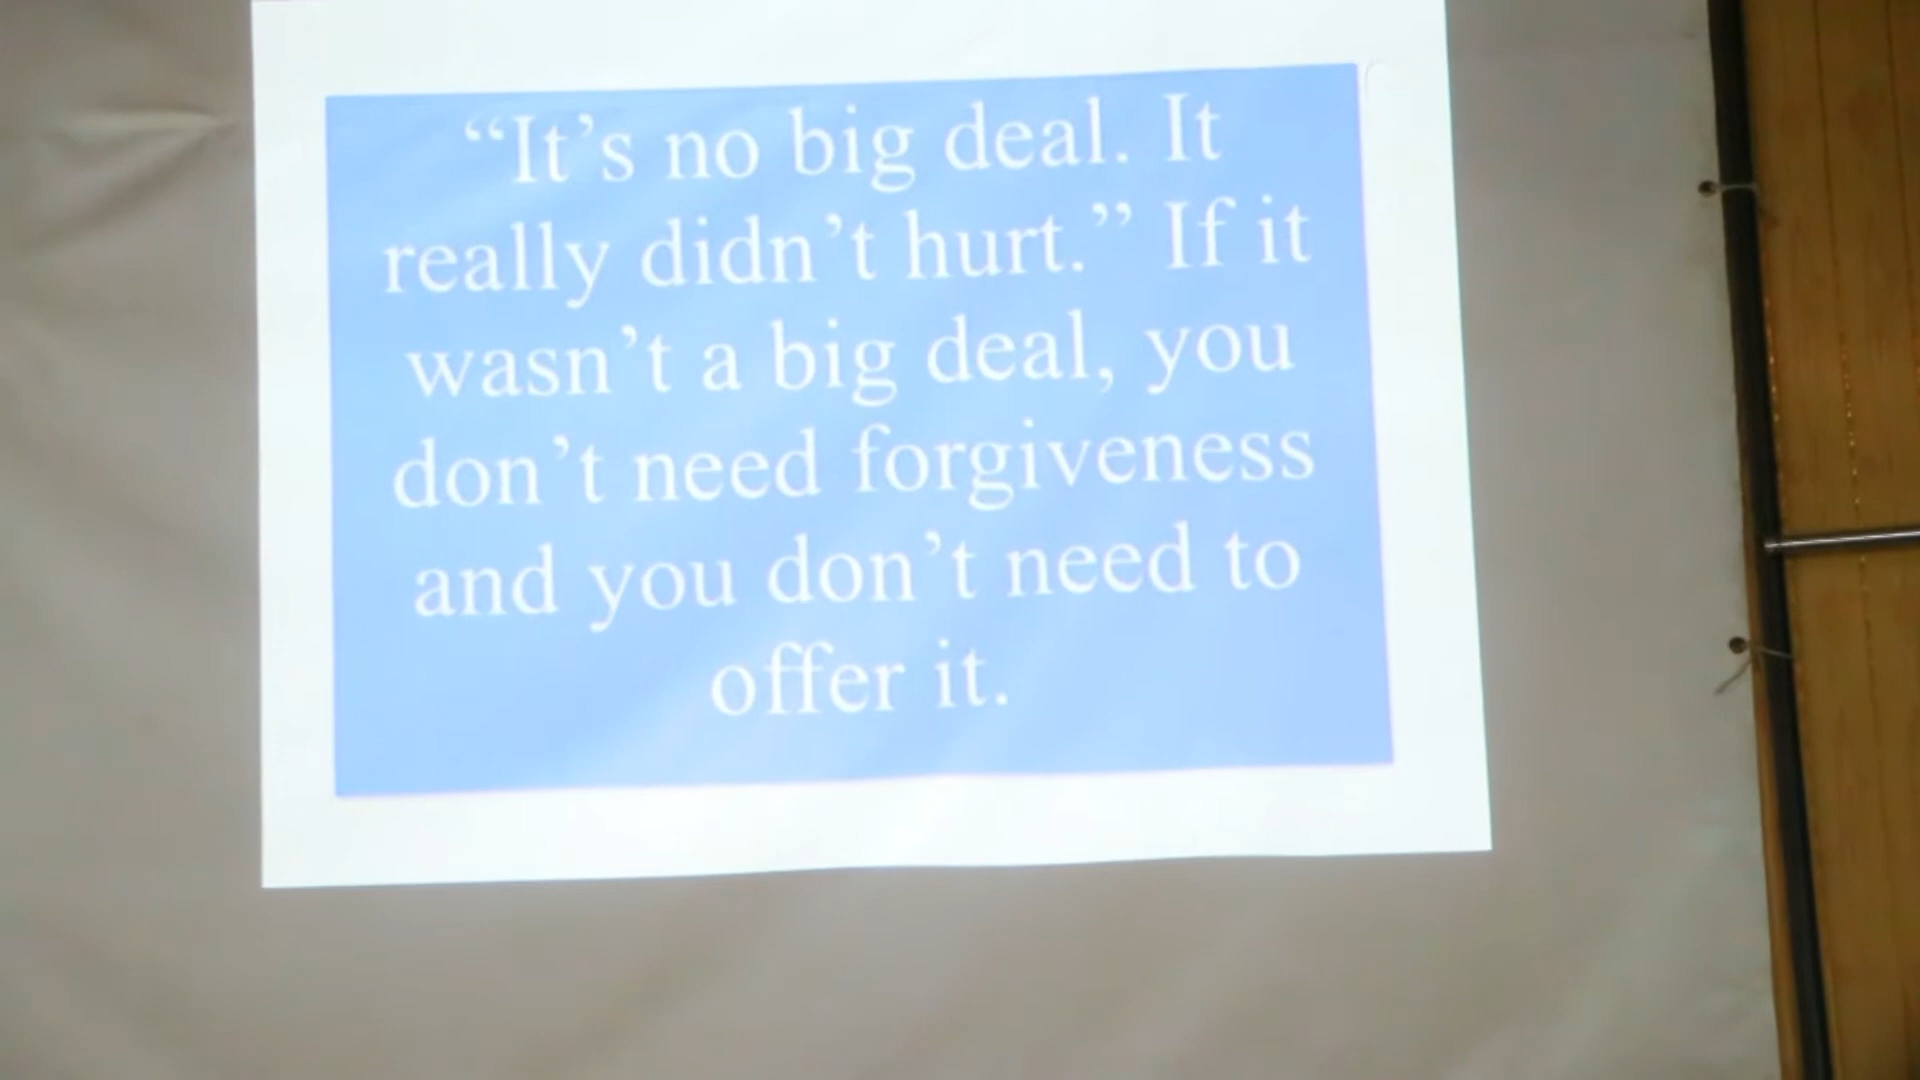 “It’s no big deal. It
really didn’t hurt.” If it
wasn’t a big deal, you
don’t need forgiveness
and you don’t need to
offer it.